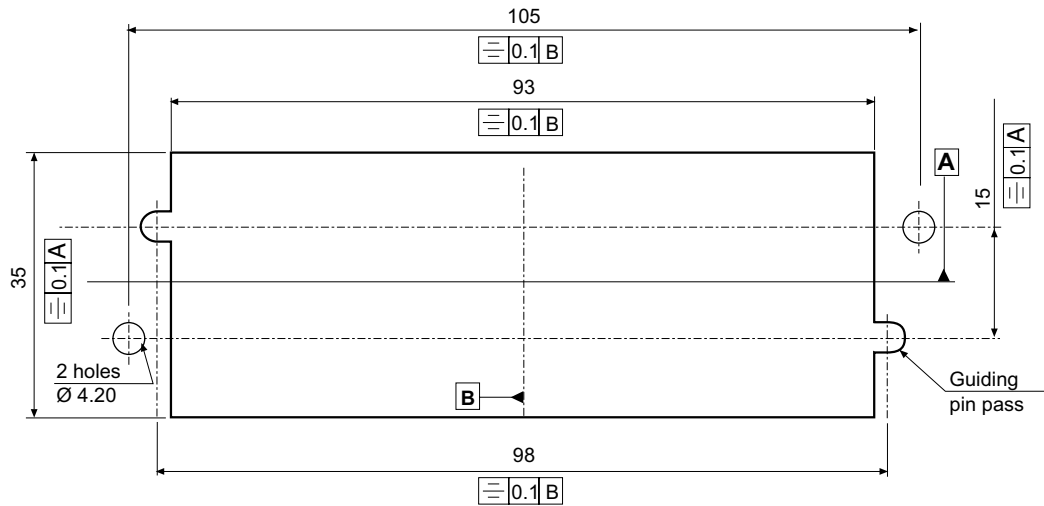 105
⌯ 0.1 B
93
⌯ 0.1 B
A
15
⌯ 0.1 A
35
⌯ 0.1 A
2 holes
Ø 4.20
B
Guiding
pin pass
98
⌯ 0.1 B